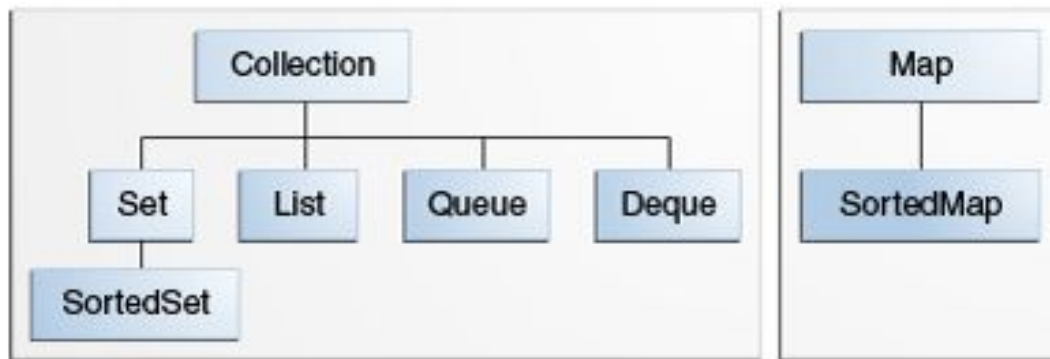 Collection
Map
Set
List
Queue
Deque
SortedMap
SortedSet